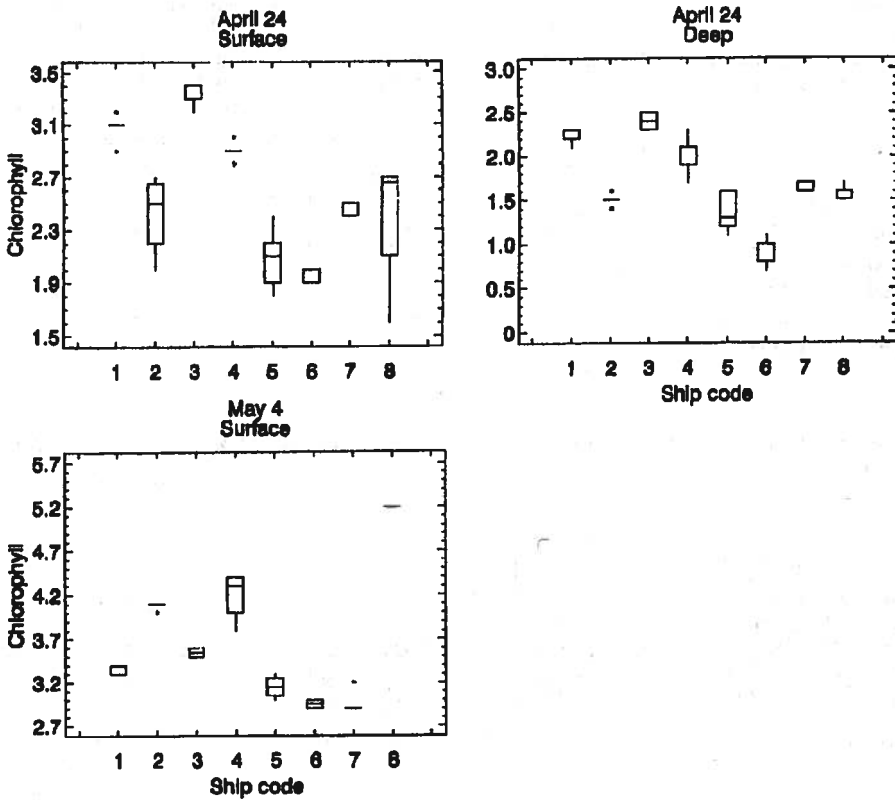 April 24
Surface
Chlorophyll
3.5
3.1
2.7
2.3
1.9
1.5
1 2 3 4 5 6 7 8
April 24
Deep
3.0
2.5
2.0
1.5
1.0
0.5
0
1 2 3 4 5 6 7 8
Ship code
May 4
Surface
Chlorophyll
5.7
5.2
4.7
4.2
3.7
3.2
2.7
1 2 3 4 5 6 7 8
Ship code